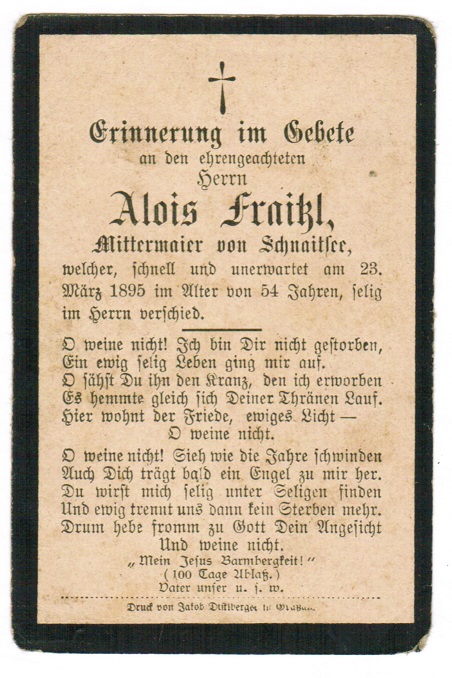 Erinnerung im Gebete
an den ehrengeachteten
Herrn
Alois Fraitzl,
Mittermaier von Schnaitsee,
welcher, schnell und unerwartet am 23.
März 1895 im Alter von 54 Jahren, selig
im Herrn verschied.
O weine nicht! Ich bin Dir nicht gestorben,
Ein ewig selig Leben ging mir auf.
O sähst Du ihn den Kranz, den ich erworben
Es hemmte gleich sich Deiner Thränen Lauf.
Hier wohnt der Friede, ewiges Licht —
O weine nicht.
O weine nicht! Sieh wie die Jahre schwinden
Auch Dich trägt bald ein Engel zu mir her.
Du wirst mich selig unter Seligen finden
Und ewig trennt uns dann kein Sterben mehr.
Drum hebe fromm zu Gott Dein Angesicht
Und weine nicht.
„Mein Jesus Barmbergkeit!"
(100 Tage Ablaß.)
Vater unser u. s. w.
Druck von Jakob